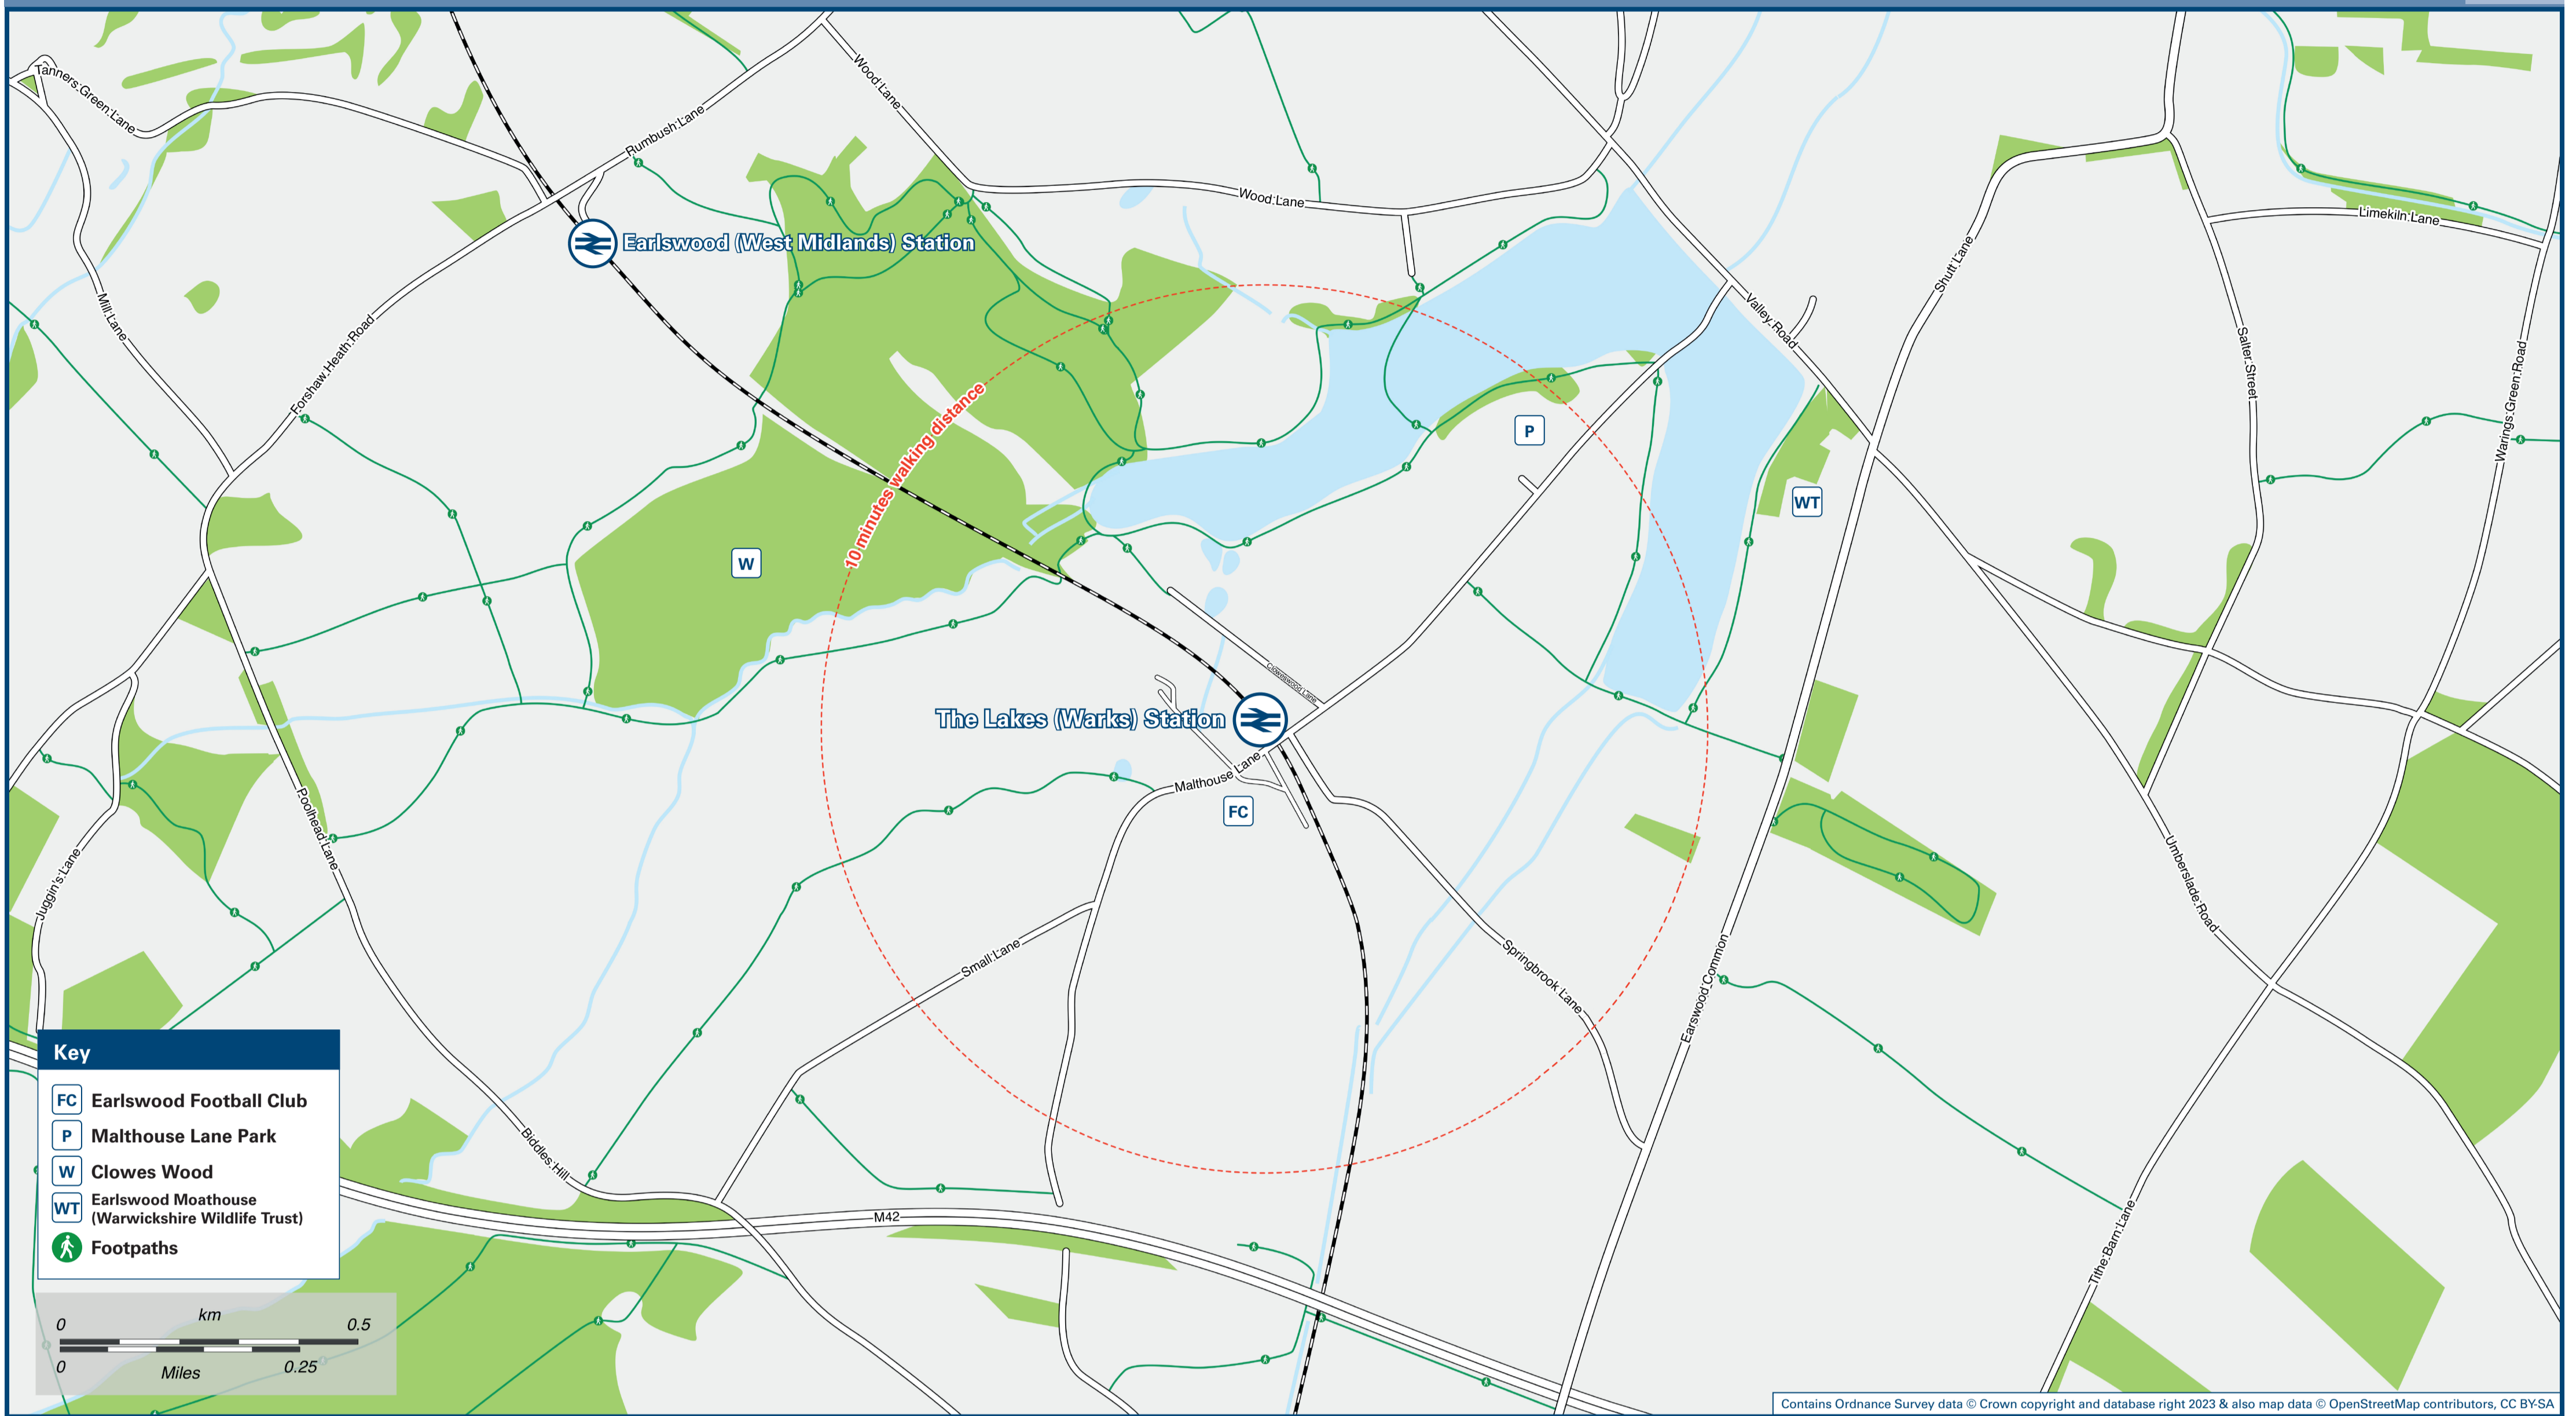 Tanners Green Lane
Wood Lane
Rumbush Lane
Wood Lane
Limekiln Lane
Earlswood (West Midlands) Station
Shutt Lane
Mill Lane
Valley Road
Forshaw Heath Road
Salter Street
Warings Green Road
10 minutes walking distance
P
WT
W
Cloweswood Lane
The Lakes (Warks) Station
Malthouse Lane
FC
Poolhead Lane
Juggin's Lane
Umberslade Road
Small Lane
Springbrook Lane
Earswood Common
Biddles Hill
M42
Tithe Barn Lane
Key
FC Earlswood Football Club
P Malthouse Lane Park
W Clowes Wood
WT Earlswood Moathouse
(Warwickshire Wildlife Trust)
Footpaths
km
0 0.5
0 0.25
Miles
Contains Ordnance Survey data © Crown copyright and database right 2023 & also map data © OpenStreetMap contributors, CC BY-SA